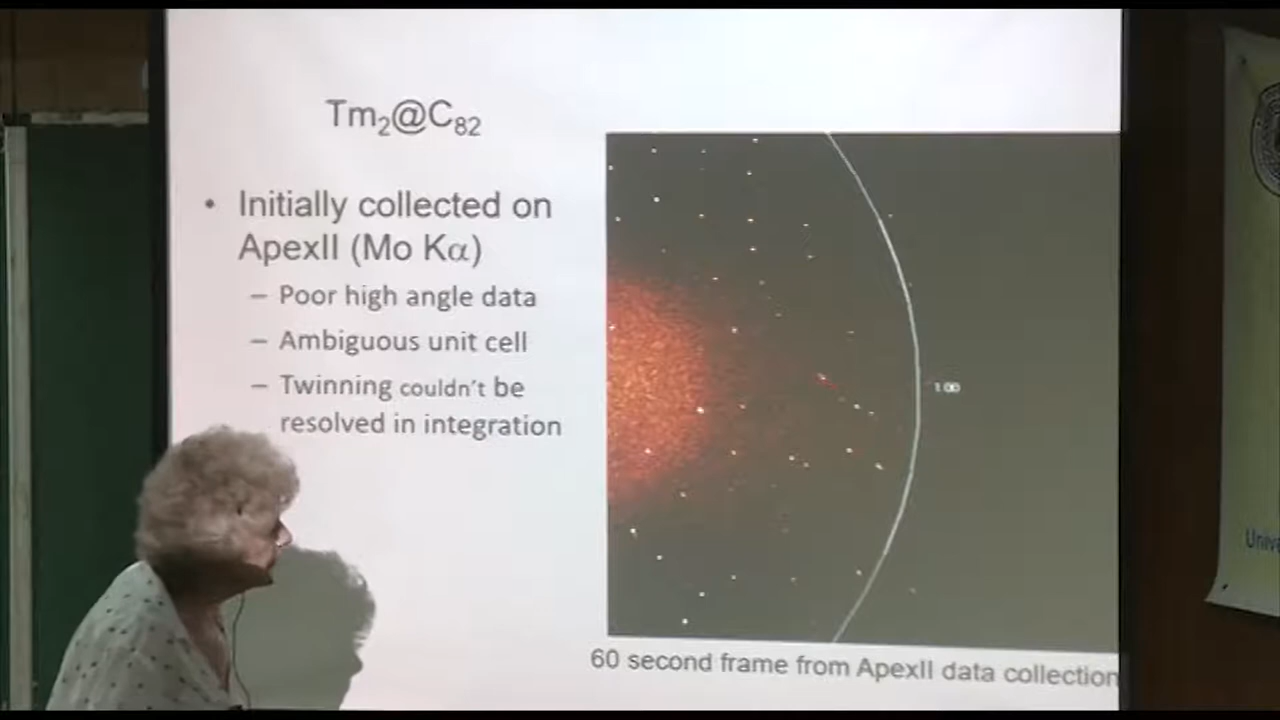 Tm₂@C₈₂
• Initially collected on
ApexII (Mo Kα)
– Poor high angle data
– Ambiguous unit cell
– Twinning couldn't be
resolved in integration
1.00
60 second frame from ApexII data collection